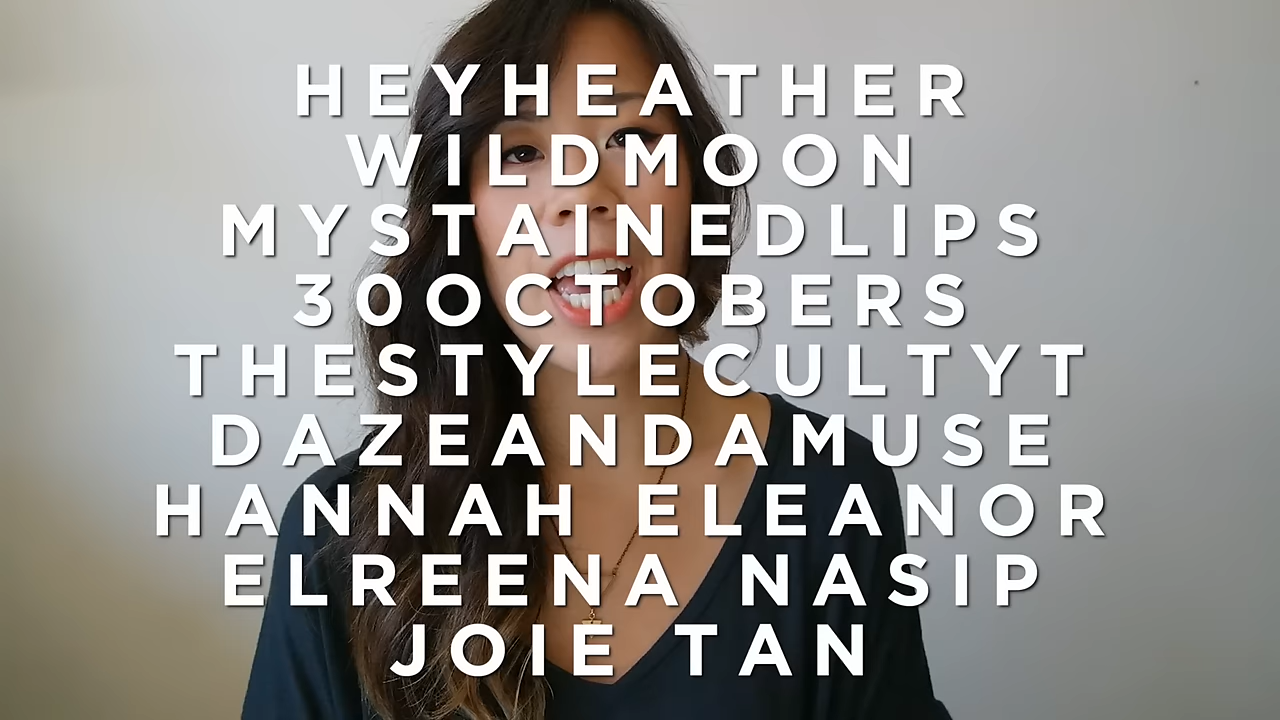 HEYHEATHER
WILDMOON
MYSTAINEDLIPS
30OCTOBERS
THESTYLECULTYT
DAZEANDAMUSE
HANNAH ELEANOR
ELREENA NASIP
JOIE TAN